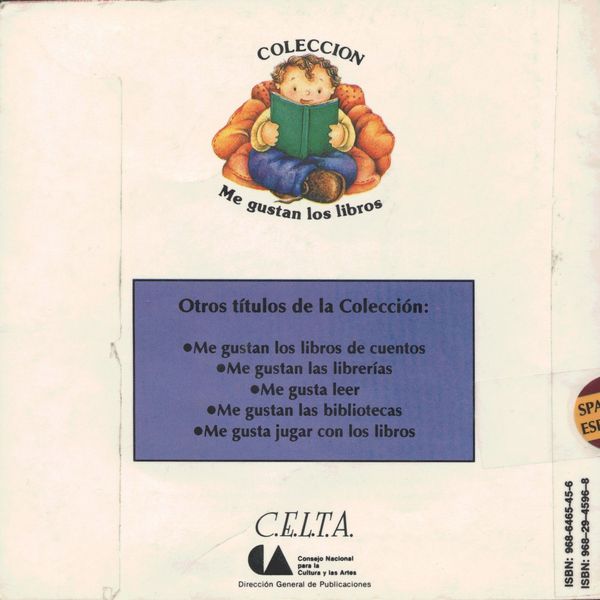 COLECCION
Me gustan los libros
Otros títulos de la Colección:
●Me gustan los libros de cuentos
●Me gustan las librerías
●Me gusta leer
●Me gustan las bibliotecas
●Me gusta jugar con los libros
C.E.L.T.A.
Consejo Nacional
para la
Cultura y las Artes
Dirección General de Publicaciones
ISBN: 968-6465-45-6
ISBN: 968-29-4596-8